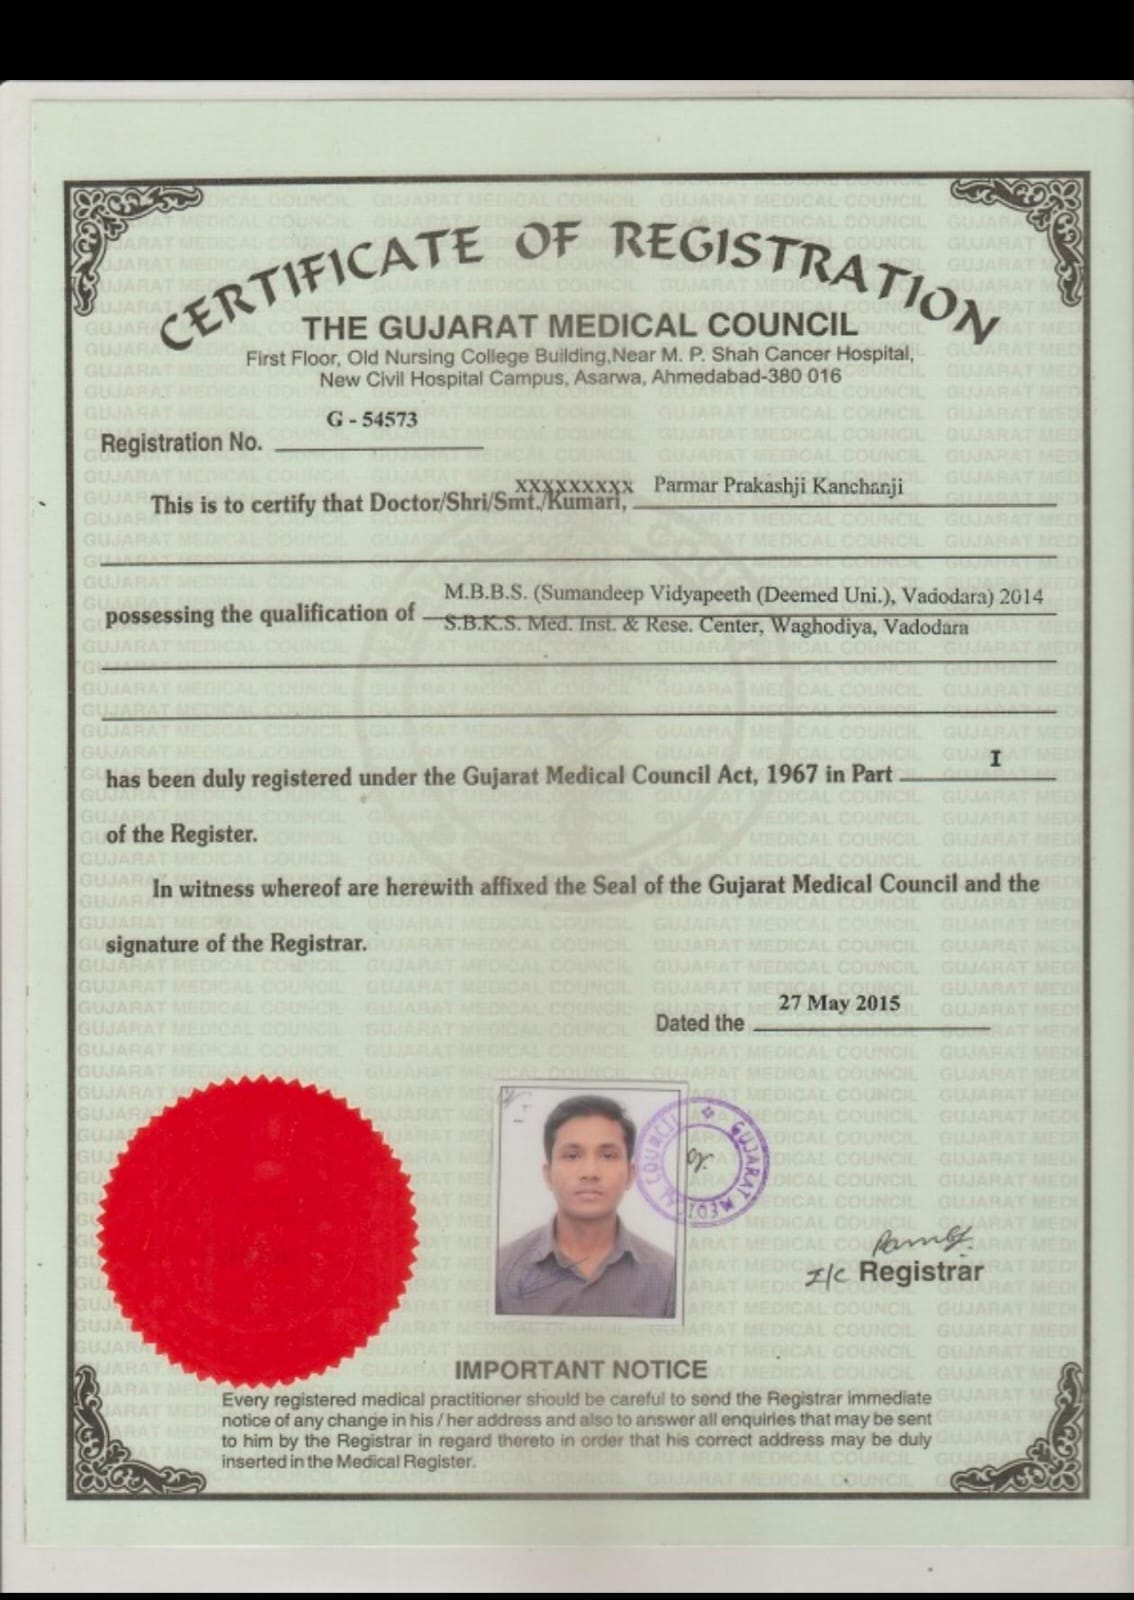 CERTIFICATE OF REGISTRATION
THE GUJARAT MEDICAL COUNCIL
First Floor, Old Nursing College Building,Near M. P. Shah Cancer Hospital,
New Civil Hospital Campus, Asarwa, Ahmedabad-380 016
G - 54573
Registration No.
XXXXXXXXX Parmar Prakashji Kanchanji
This is to certify that Doctor/Shri/Smt./Kumari,
M.B.B.S. (Sumandeep Vidyapeeth (Deemed Uni.), Vadodara) 2014
possessing the qualification of
S.B.K.S. Med. Inst. & Rese. Center, Waghodiya, Vadodara
has been duly registered under the Gujarat Medical Council Act, 1967 in Part I
of the Register.
In witness whereof are herewith affixed the Seal of the Gujarat Medical Council and the
signature of the Registrar.
27 May 2015
Dated the
GUJARAT MEDICAL COUNCIL
I/C Registrar
IMPORTANT NOTICE
Every registered medical practitioner should be careful to send the Registrar immediate
notice of any change in his / her address and also to answer all enquiries that may be sent
to him by the Registrar in regard thereto in order that his correct address may be duly
inserted in the Medical Register.